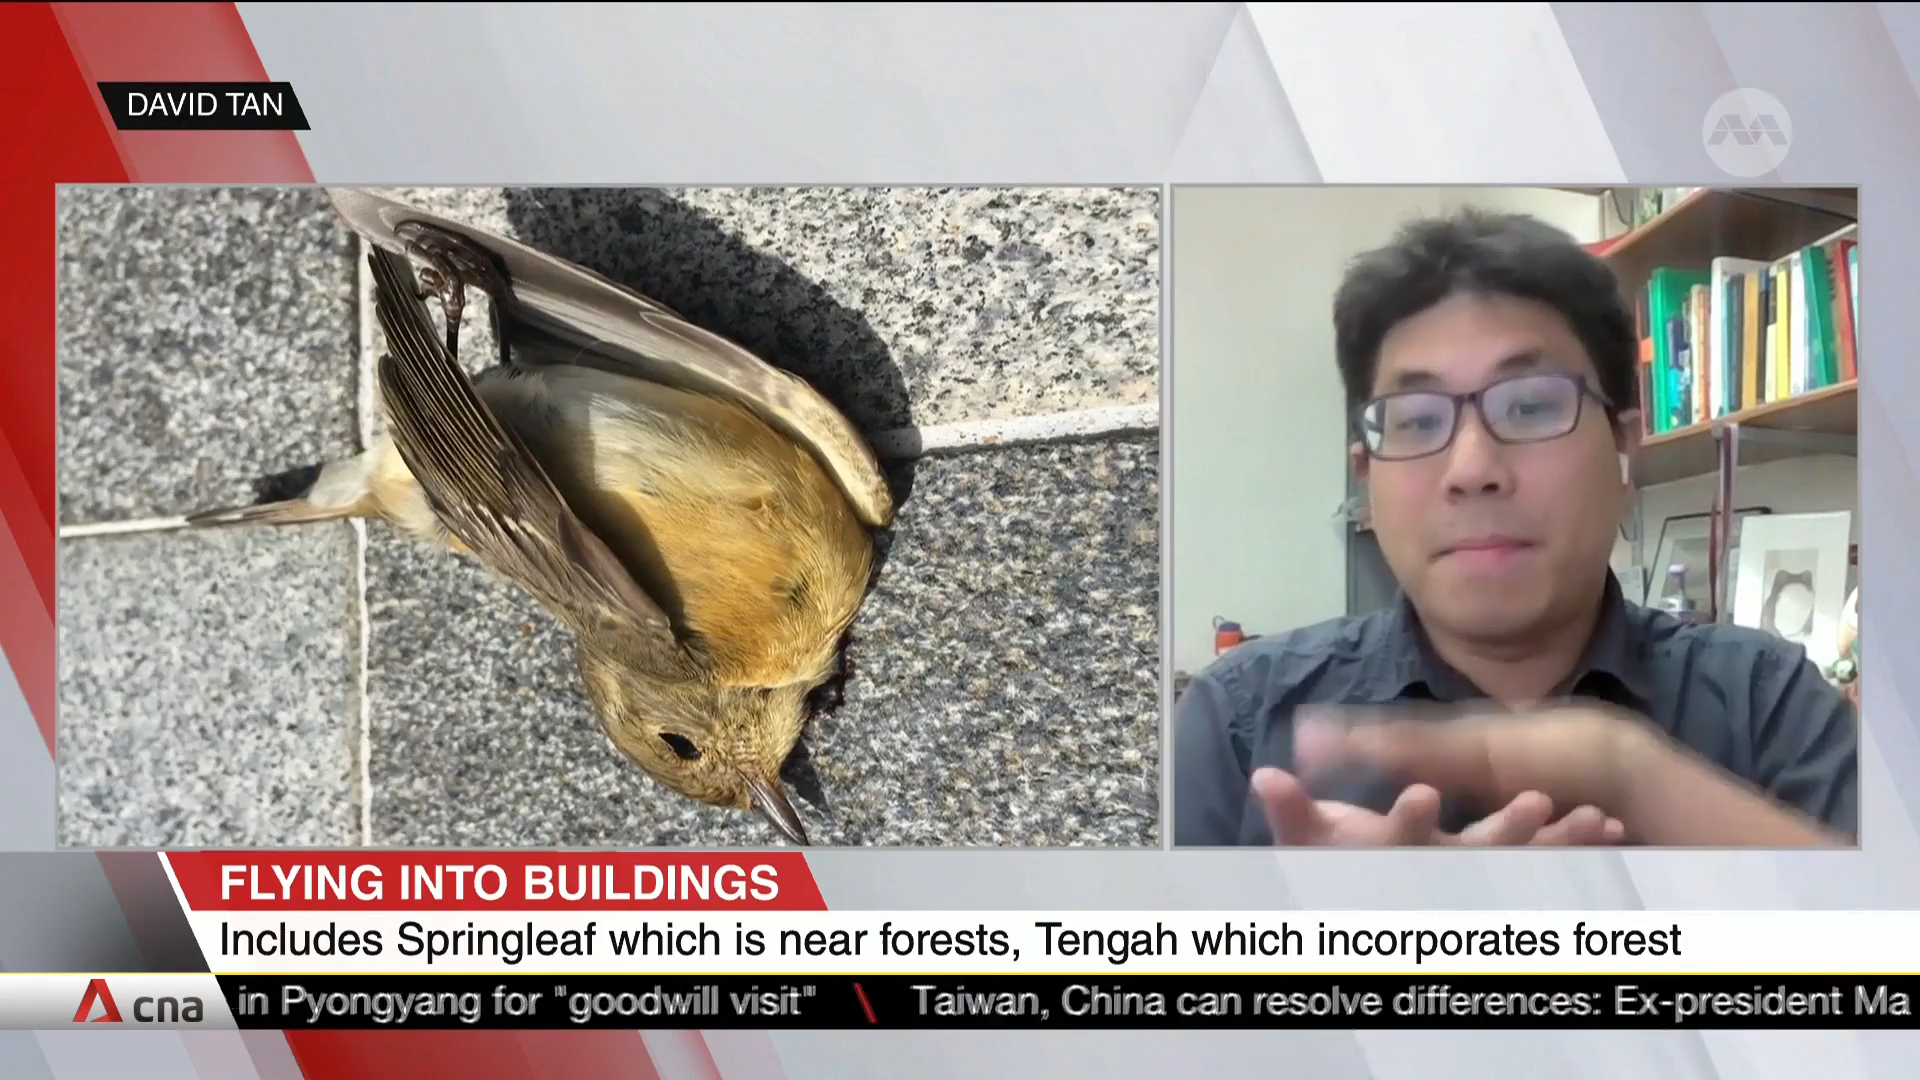 DAVID TAN
FLYING INTO BUILDINGS
Includes Springleaf which is near forests, Tengah which incorporates forest
cna
in Pyongyang for "goodwill visit" \ Taiwan, China can resolve differences: Ex-president Ma